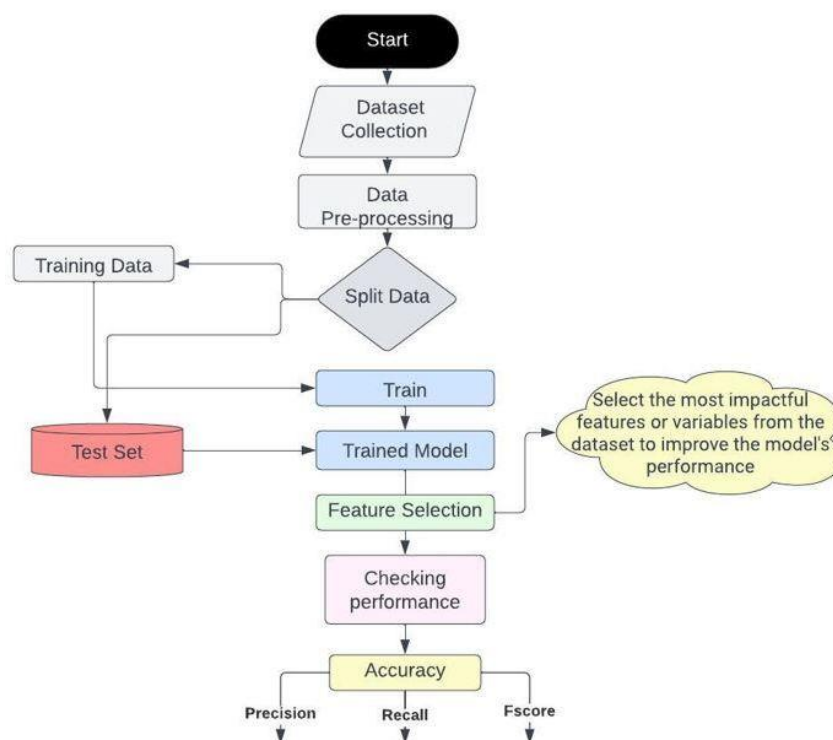 Start
Dataset
Collection
Data
Pre-processing
Training Data
Split Data
Train
Select the most impactful
features or variables from the
dataset to improve the model's
performance
Test Set
Trained Model
Feature Selection
Checking
performance
Accuracy
Precision
Recall
Fscore